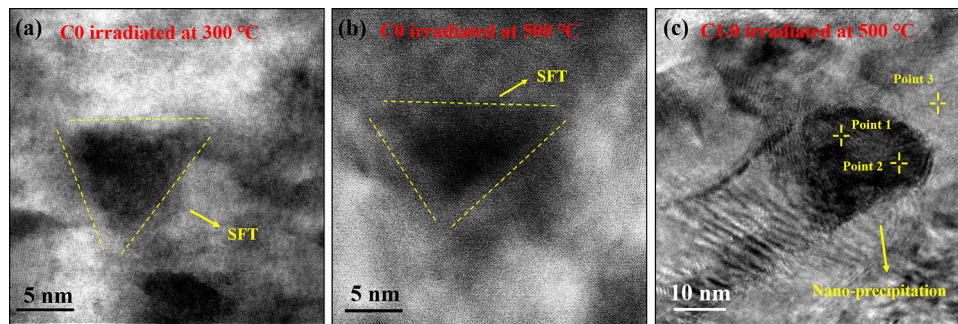 (a) C0 irradiated at 300 ℃
SFT
5 nm
(b) C0 irradiated at 500 ℃
SFT
5 nm
(c) C1.0 irradiated at 500 ℃
Point 3
Point 1
Point 2
Nano-precipitation
10 nm